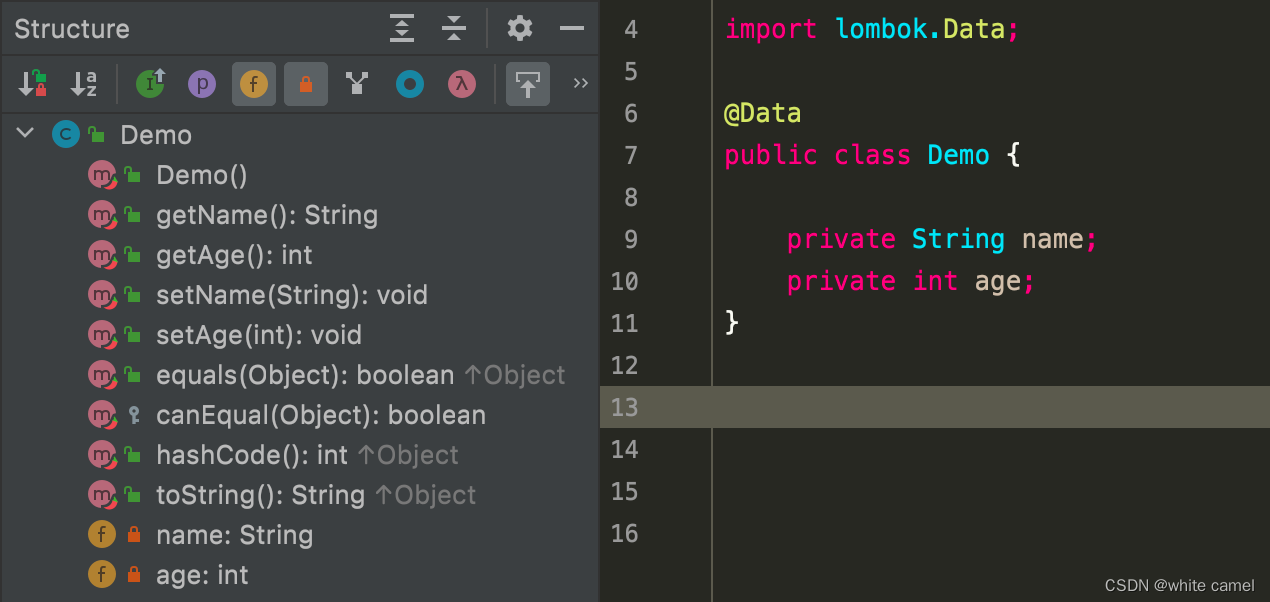 Structure
Demo
Demo()
getName(): String
getAge(): int
setName(String): void
setAge(int): void
equals(Object): boolean ↑Object
canEqual(Object): boolean
hashCode(): int ↑Object
toString(): String ↑Object
name: String
age: int
4 import lombok.Data;
5
6 @Data
7 public class Demo {
8
9 private String name;
10 private int age;
11 }
12
13
14
15
16
CSDN @white camel